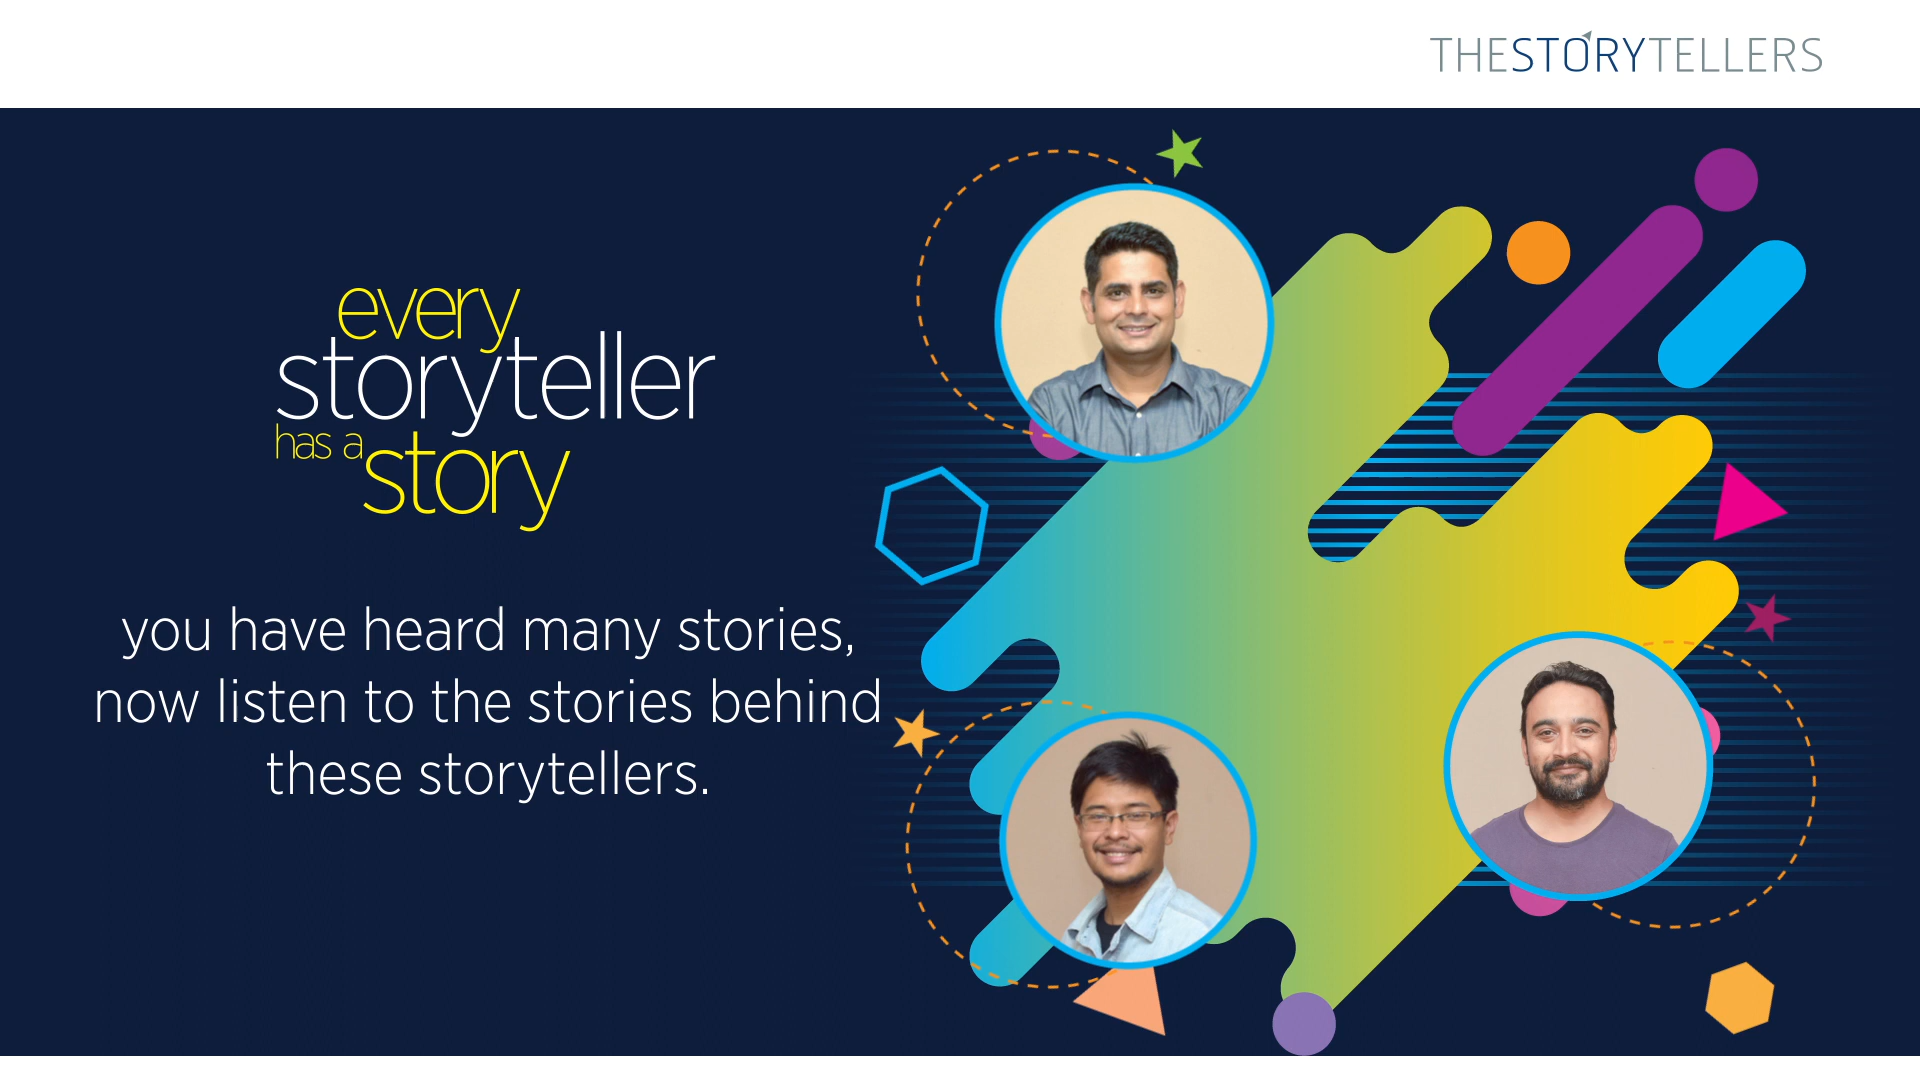 THESTORYTELLERS
every
storyteller
has a story
you have heard many stories,
now listen to the stories behind
these storytellers.